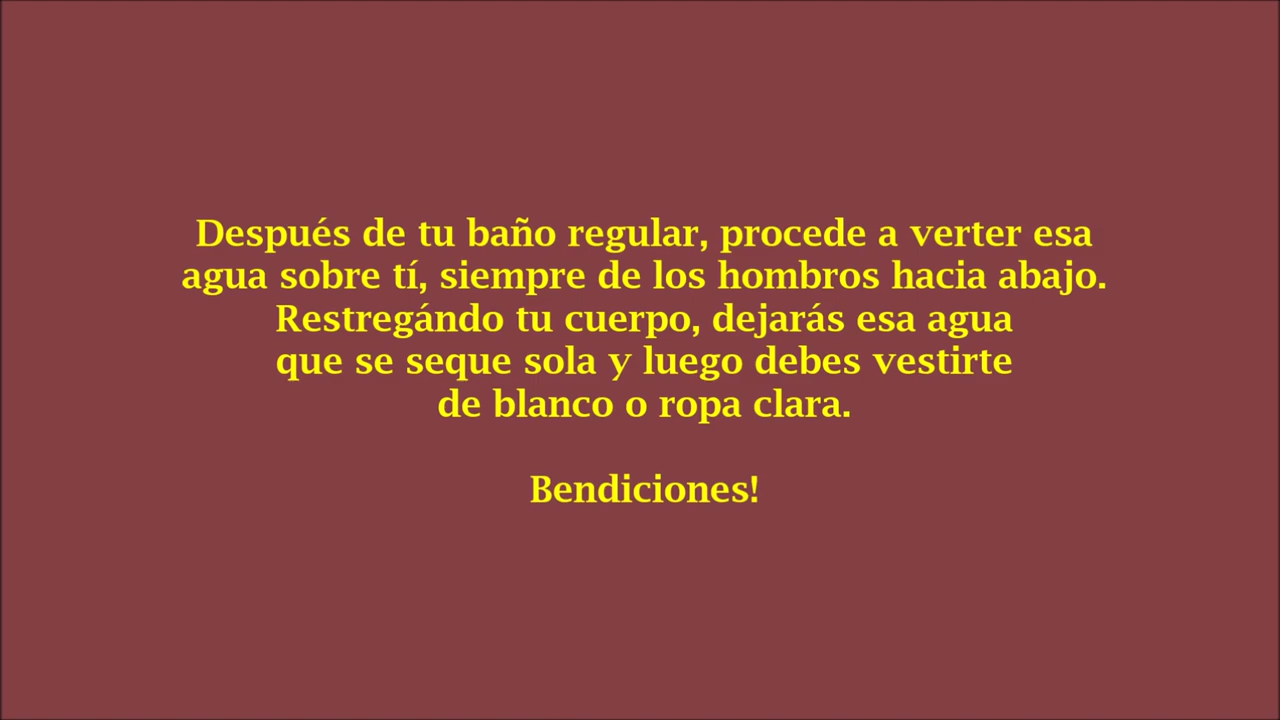 Después de tu baño regular, procede a verter esa
agua sobre tí, siempre de los hombros hacia abajo.
Restregándo tu cuerpo, dejarás esa agua
que se seque sola y luego debes vestirte
de blanco o ropa clara.
Bendiciones!